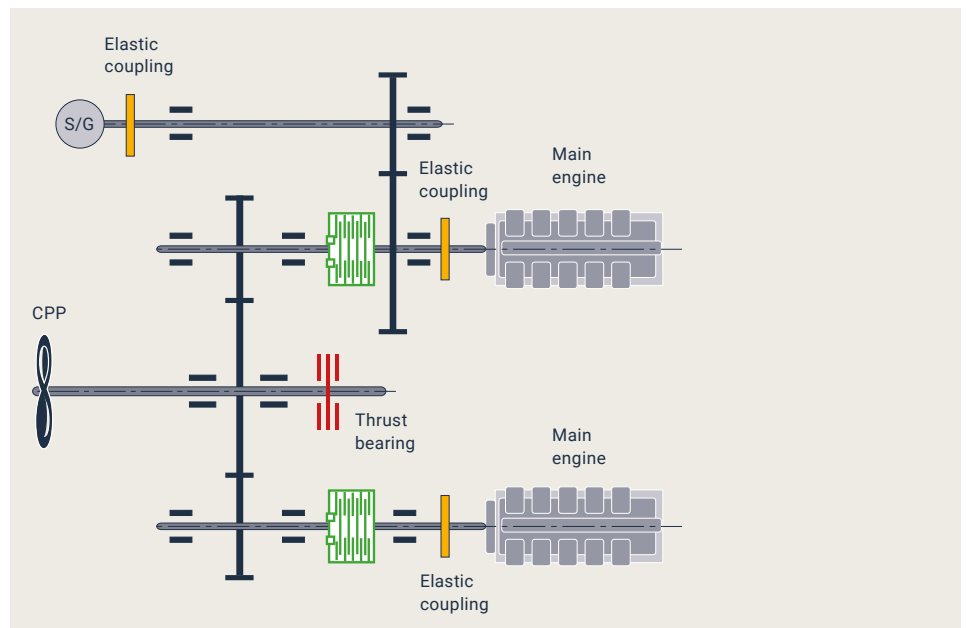 Elastic
coupling
S/G
Elastic
coupling
Main
engine
CPP
Thrust
bearing
Main
engine
Elastic
coupling